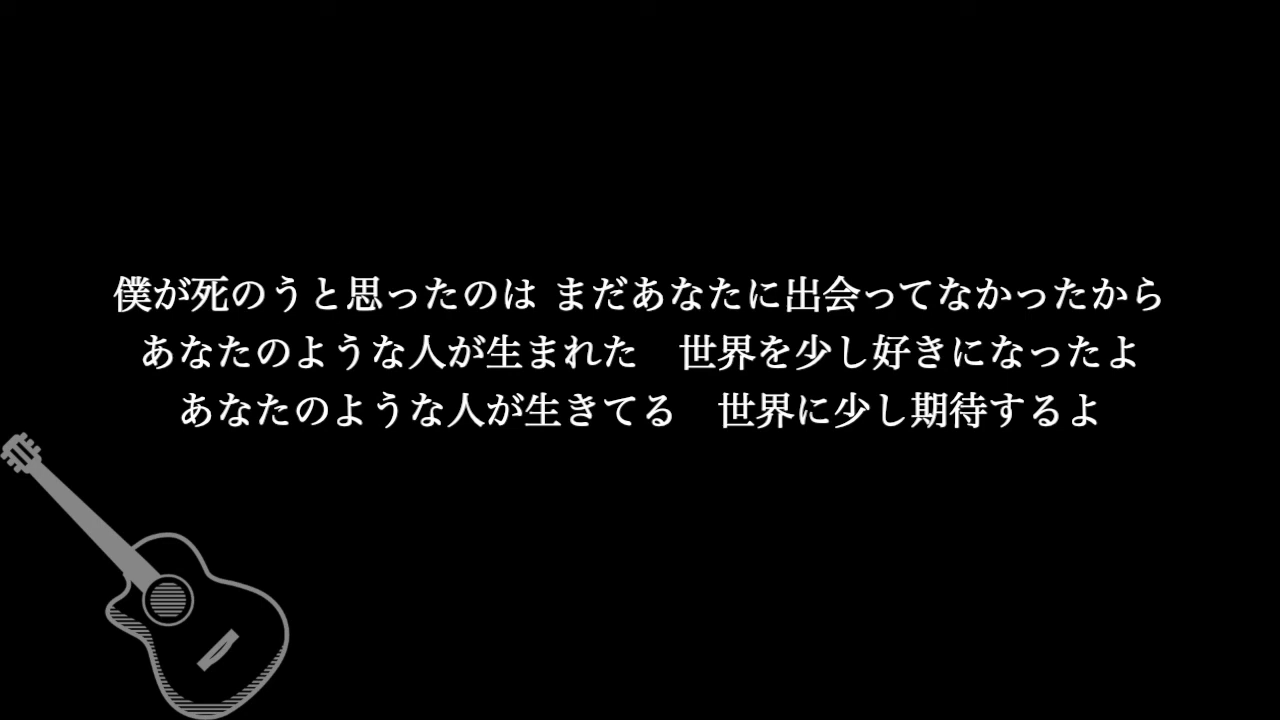 僕が死のうと思ったのは まだあなたに出会ってなかったから
あなたのような人が生まれた　世界を少し好きになったよ
あなたのような人が生きてる　世界に少し期待するよ